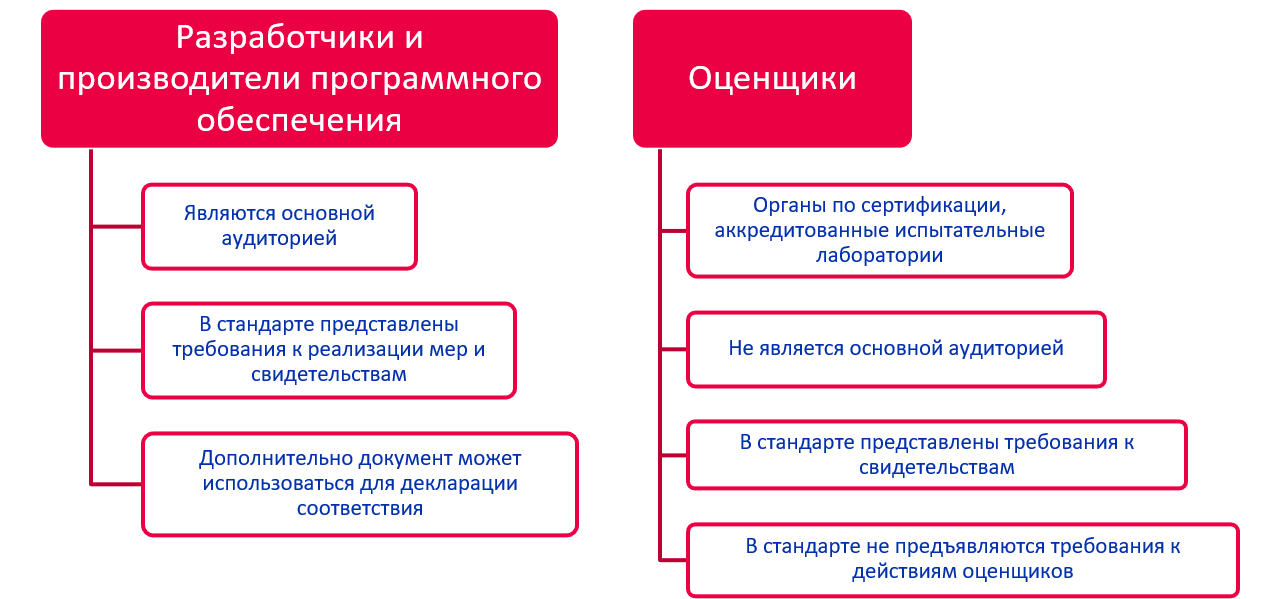 Разработчики и
производители программного
обеспечения
Являются основной
аудиторией
В стандарте представлены
требования к реализации мер и
свидетельствам
Дополнительно документ может
использоваться для декларации
соответствия
Оценщики
Органы по сертификации,
аккредитованные испытательные
лаборатории
Не является основной аудиторией
В стандарте представлены требования к
свидетельствам
В стандарте не предъявляются требования к
действиям оценщиков